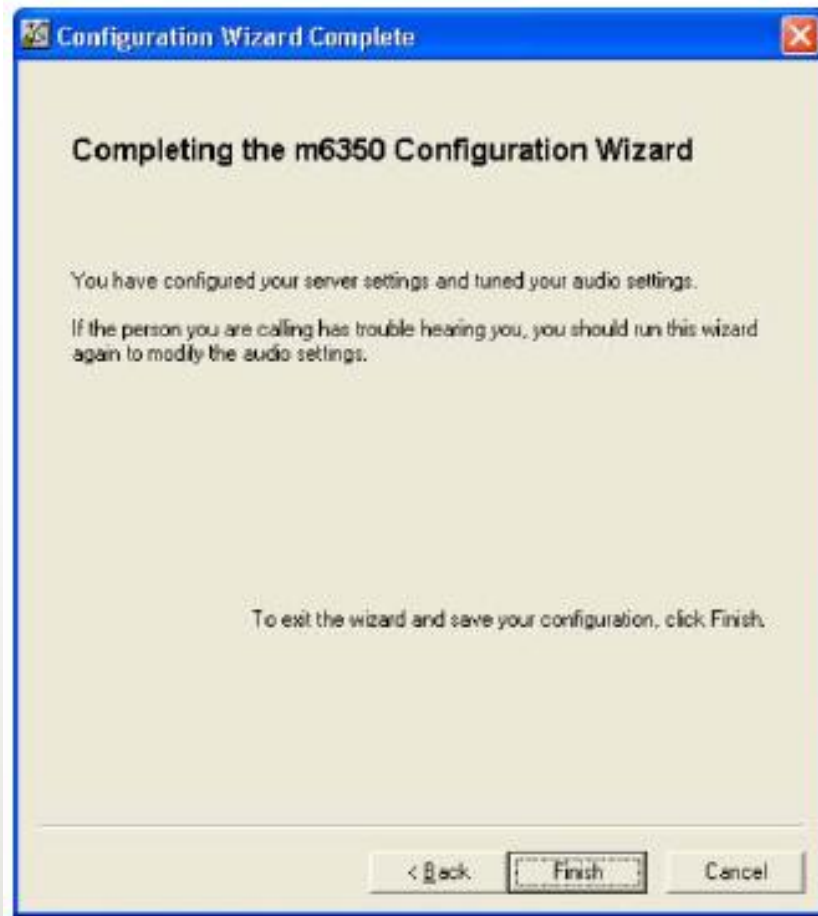 Configuration Wizard Complete
Completing the m6350 Configuration Wizard
You have configured your server settings and tuned your audio settings.
If the person you are calling has trouble hearing you, you should run this wizard
again to modify the audio settings.
To exit the wizard and save your configuration, click Finish.
< Back Finish Cancel